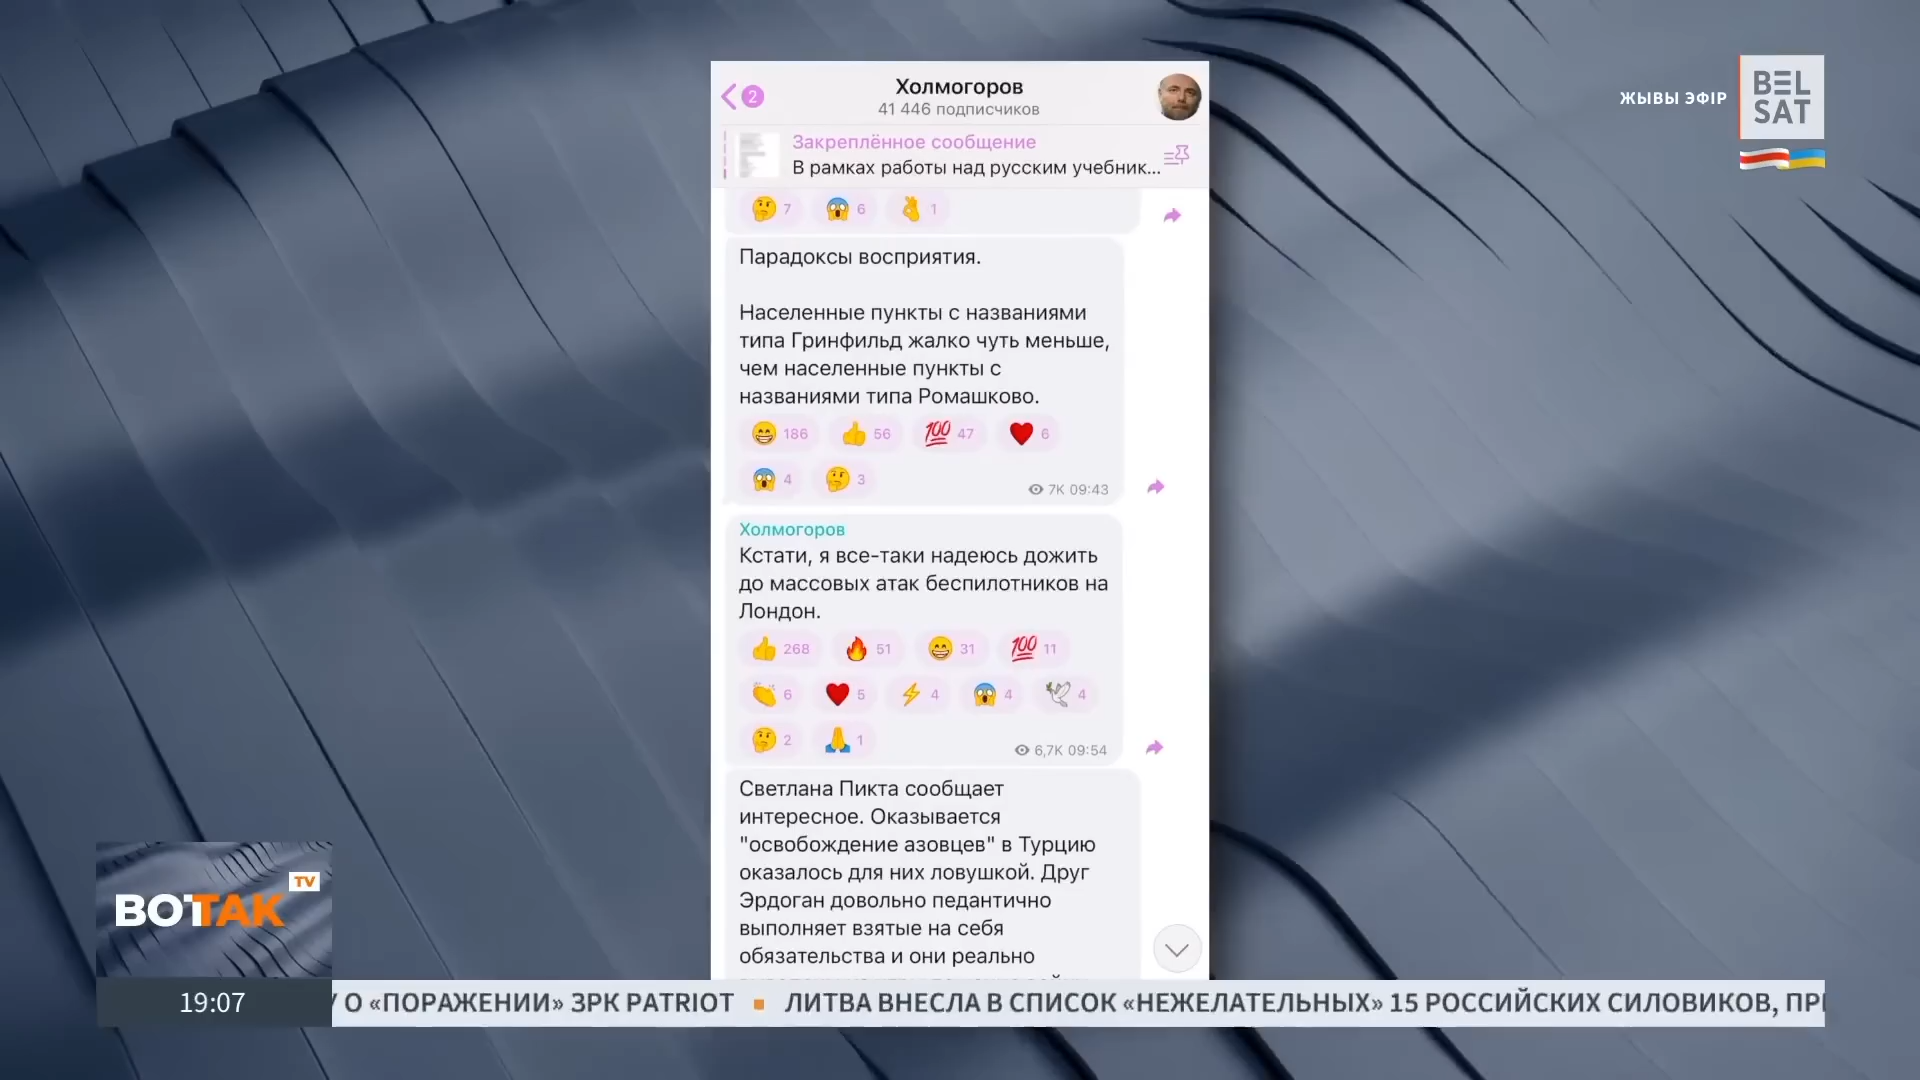 2
Холмогоров
41 446 подписчиков
Закреплённое сообщение
В рамках работы над русским учебник...
7 6 1
Парадоксы восприятия.
Населенные пункты с названиями
типа Гринфильд жалко чуть меньше,
чем населенные пункты с
названиями типа Ромашково.
186 56 47 6
4 3
7K 09:43
Холмогоров
Кстати, я все-таки надеюсь дожить
до массовых атак беспилотников на
Лондон.
268 51 31 11
6 5 4 4 4
2 1
6,7K 09:54
Светлана Пикта сообщает
интересное. Оказывается
"освобождение азовцев" в Турцию
оказалось для них ловушкой. Друг
Эрдоган довольно педантично
выполняет взятые на себя
обязательства и они реально
ЖЫВЫ ЭФІР
BEL
SAT
ВОТТАК
TV
19:07
У О «ПОРАЖЕНИИ» ЗРК PATRIOT ▪ ЛИТВА ВНЕСЛА В СПИСОК «НЕЖЕЛАТЕЛЬНЫХ» 15 РОССИЙСКИХ СИЛОВИКОВ, ПРИ